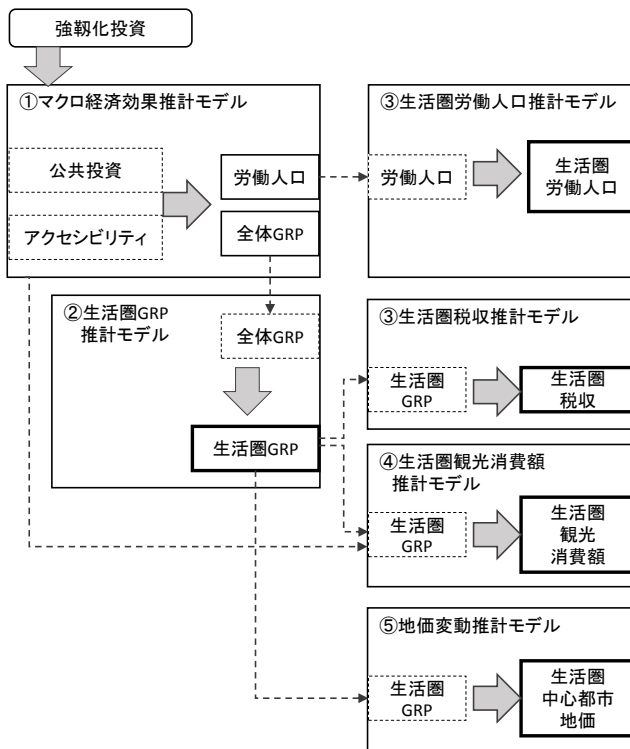 強靱化投資
①マクロ経済効果推計モデル
公共投資
アクセシビリティ
労働人口
全体GRP
③生活圏労働人口推計モデル
労働人口
生活圏
労働人口
②生活圏GRP
推計モデル
全体GRP
生活圏GRP
③生活圏税収推計モデル
生活圏
GRP
生活圏
税収
④生活圏観光消費額
推計モデル
生活圏
GRP
生活圏
観光
消費額
⑤地価変動推計モデル
生活圏
GRP
生活圏
中心都市
地価